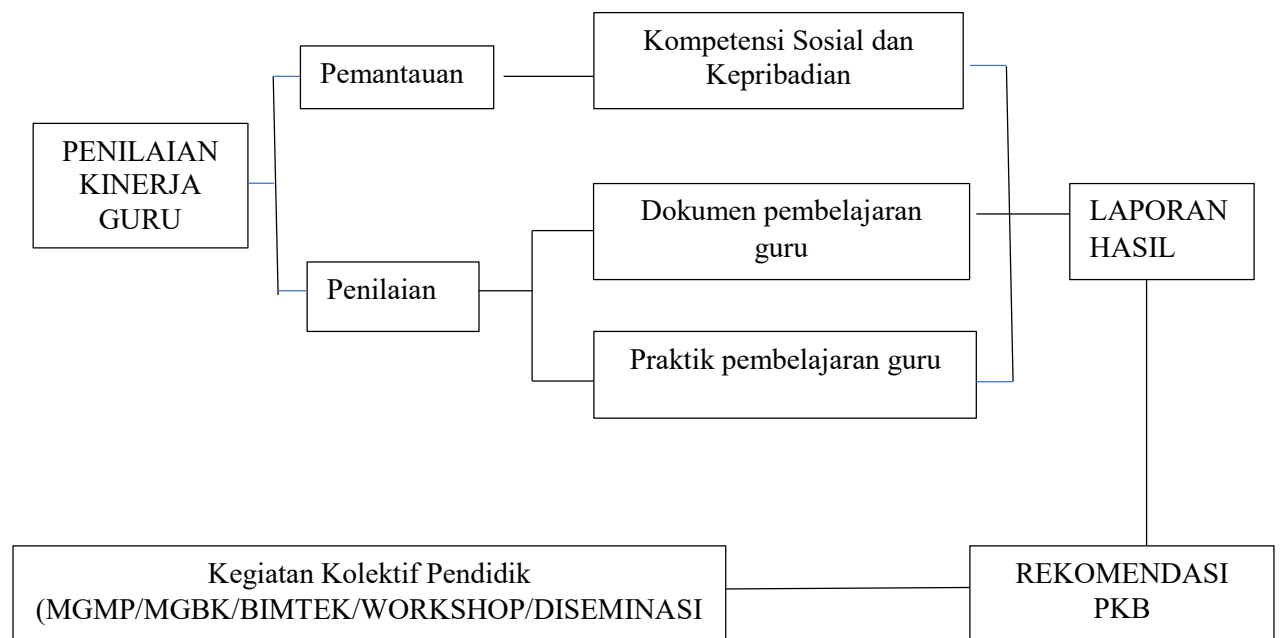 PENILAIAN
KINERJA
GURU
Pemantauan
Penilaian
Kompetensi Sosial dan
Kepribadian
Dokumen pembelajaran
guru
Praktik pembelajaran guru
LAPORAN
HASIL
REKOMENDASI
PKB
Kegiatan Kolektif Pendidik
(MGMP/MGBK/BIMTEK/WORKSHOP/DISEMINASI